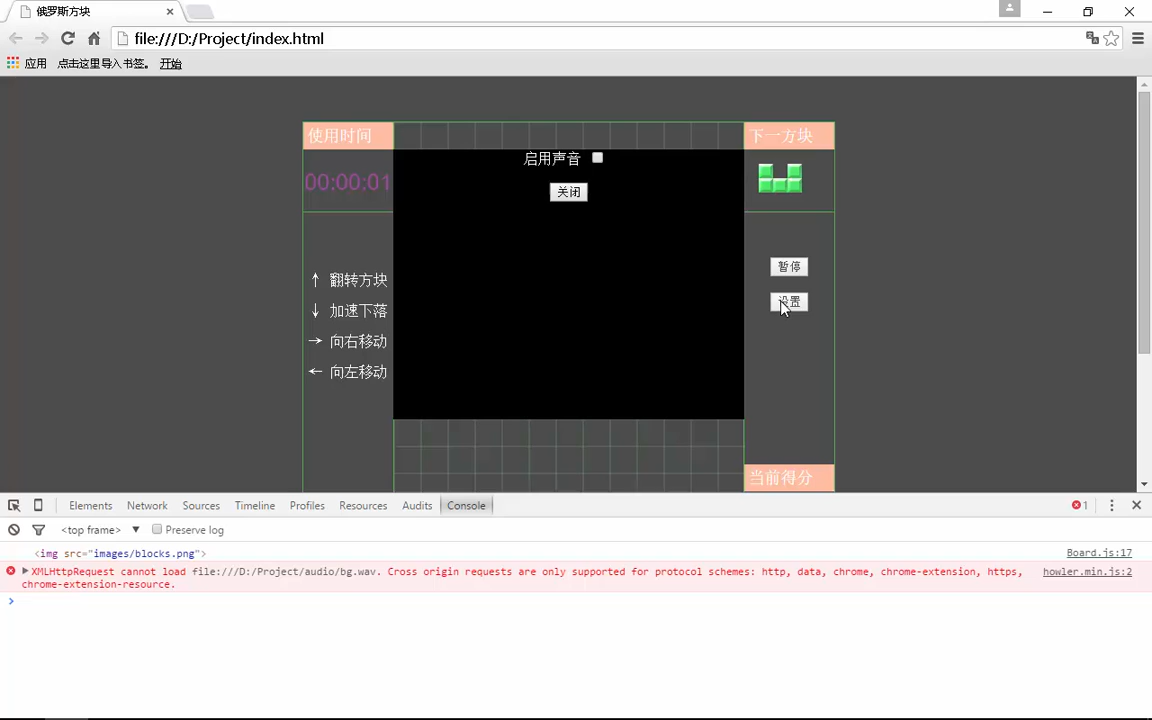 俄罗斯方块
file:///D:/Project/index.html
应用 点击这里导入书签。 开始
使用时间
下一方块
启用声音
00:00:01
关闭
暂停
↑ 翻转方块
设置
↓ 加速下落
→ 向右移动
← 向左移动
当前得分
Elements Network Sources Timeline Profiles Resources Audits Console 1
<top frame> ▼ Preserve log
<img src="images/blocks.png"> Board.js:17
XMLHttpRequest cannot load file:///D:/Project/audio/bg.wav. Cross origin requests are only supported for protocol schemes: http, data, chrome, chrome-extension, https, howler.min.js:2
chrome-extension-resource.